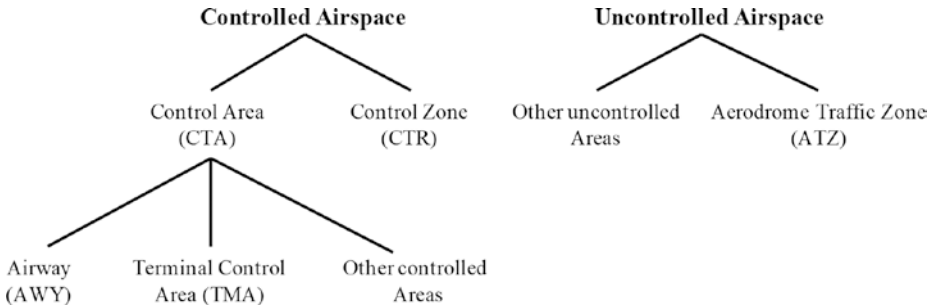 Controlled Airspace
Uncontrolled Airspace
Control Area
(CTA)
Control Zone
(CTR)
Other uncontrolled
Areas
Aerodrome Traffic Zone
(ATZ)
Airway
(AWY)
Terminal Control
Area (TMA)
Other controlled
Areas